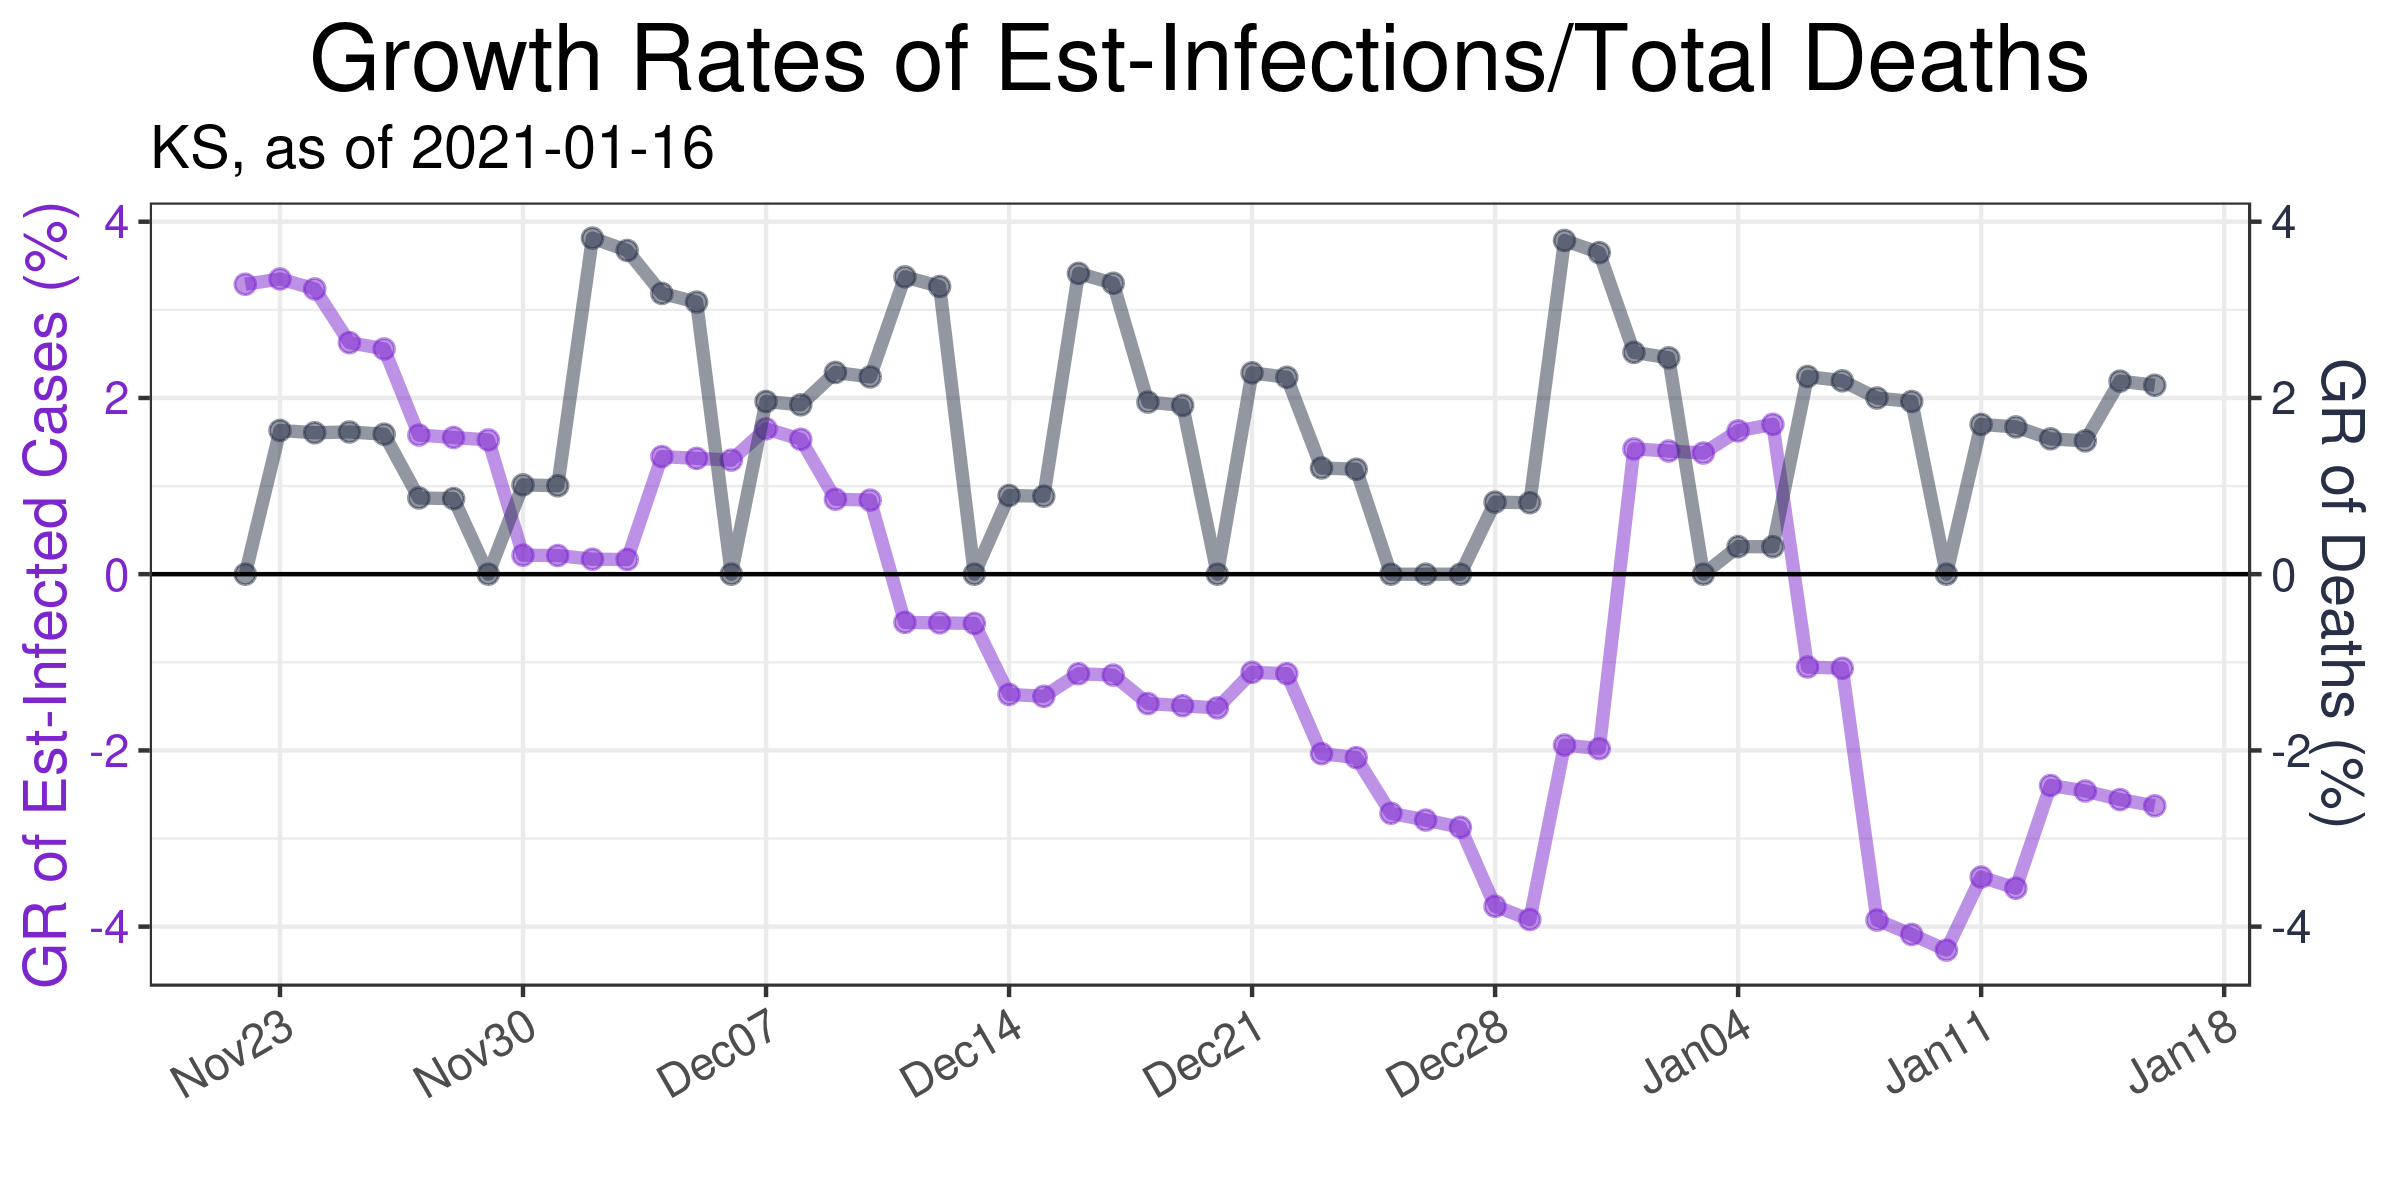 Growth Rates of Est-Infections/Total Deaths
KS, as of 2021-01-16
GR of Est-Infected Cases (%)
4
2
0
-2
-4
4
2
0
-2
-4
GR of Deaths (%)
Nov23
Nov30
Dec07
Dec14
Dec21
Dec28
Jan04
Jan11
Jan18